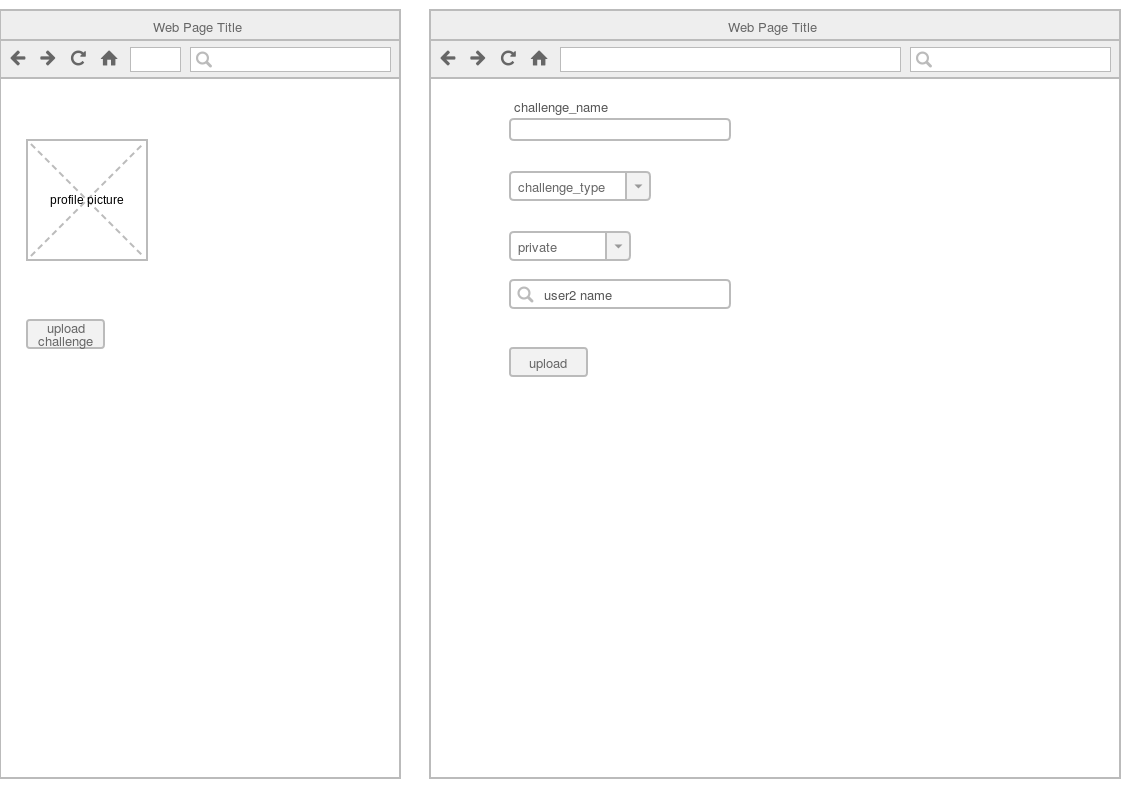 Web Page Title
profile picture
upload
challenge
Web Page Title
challenge_name
challenge_type
private
user2 name
upload